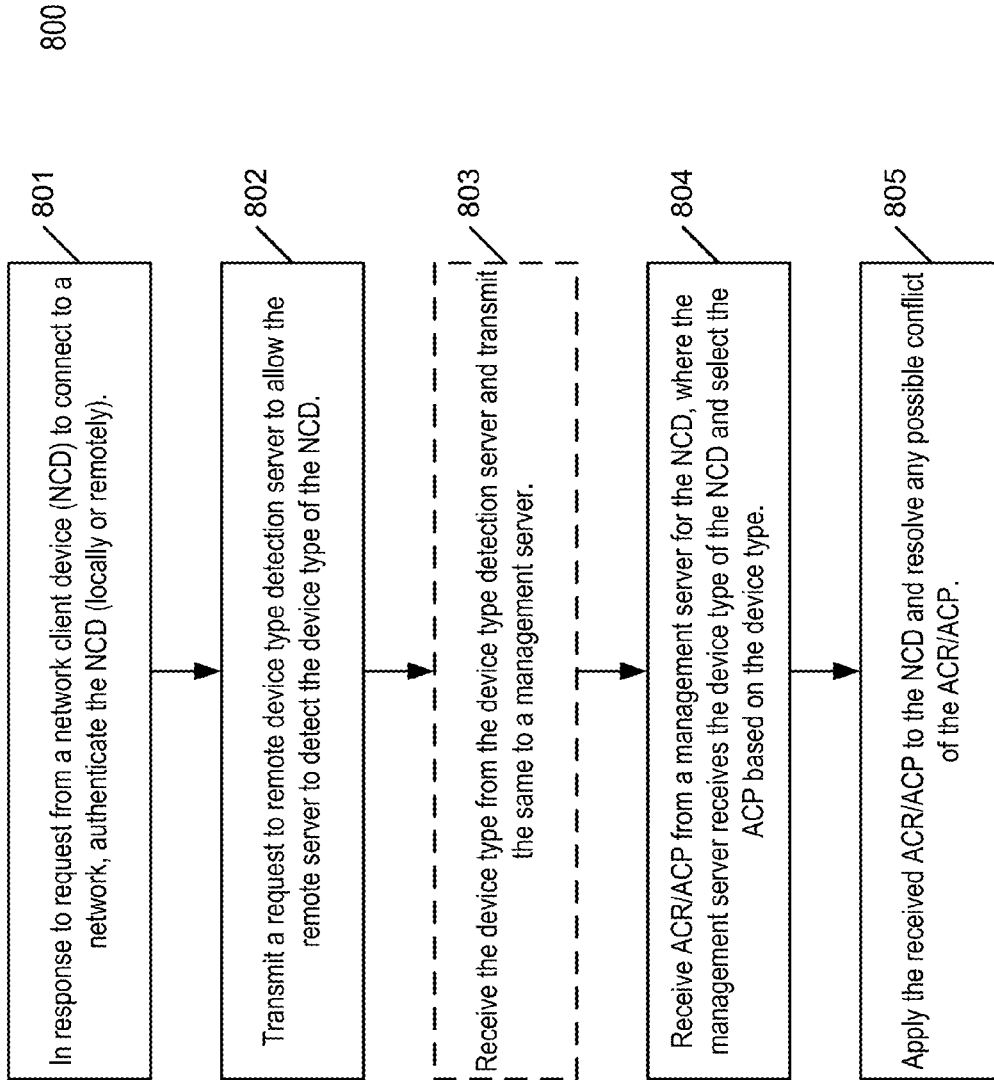 800
801
In response to request from a network client device (NCD) to connect to a
network, authenticate the NCD (locally or remotely).
802
Transmit a request to remote device type detection server to allow the
remote server to detect the device type of the NCD.
803
Receive the device type from the device type detection server and transmit
the same to a management server.
804
Receive ACR/ACP from a management server for the NCD, where the
management server receives the device type of the NCD and select the
ACP based on the device type.
805
Apply the received ACR/ACP to the NCD and resolve any possible conflict
of the ACR/ACP.